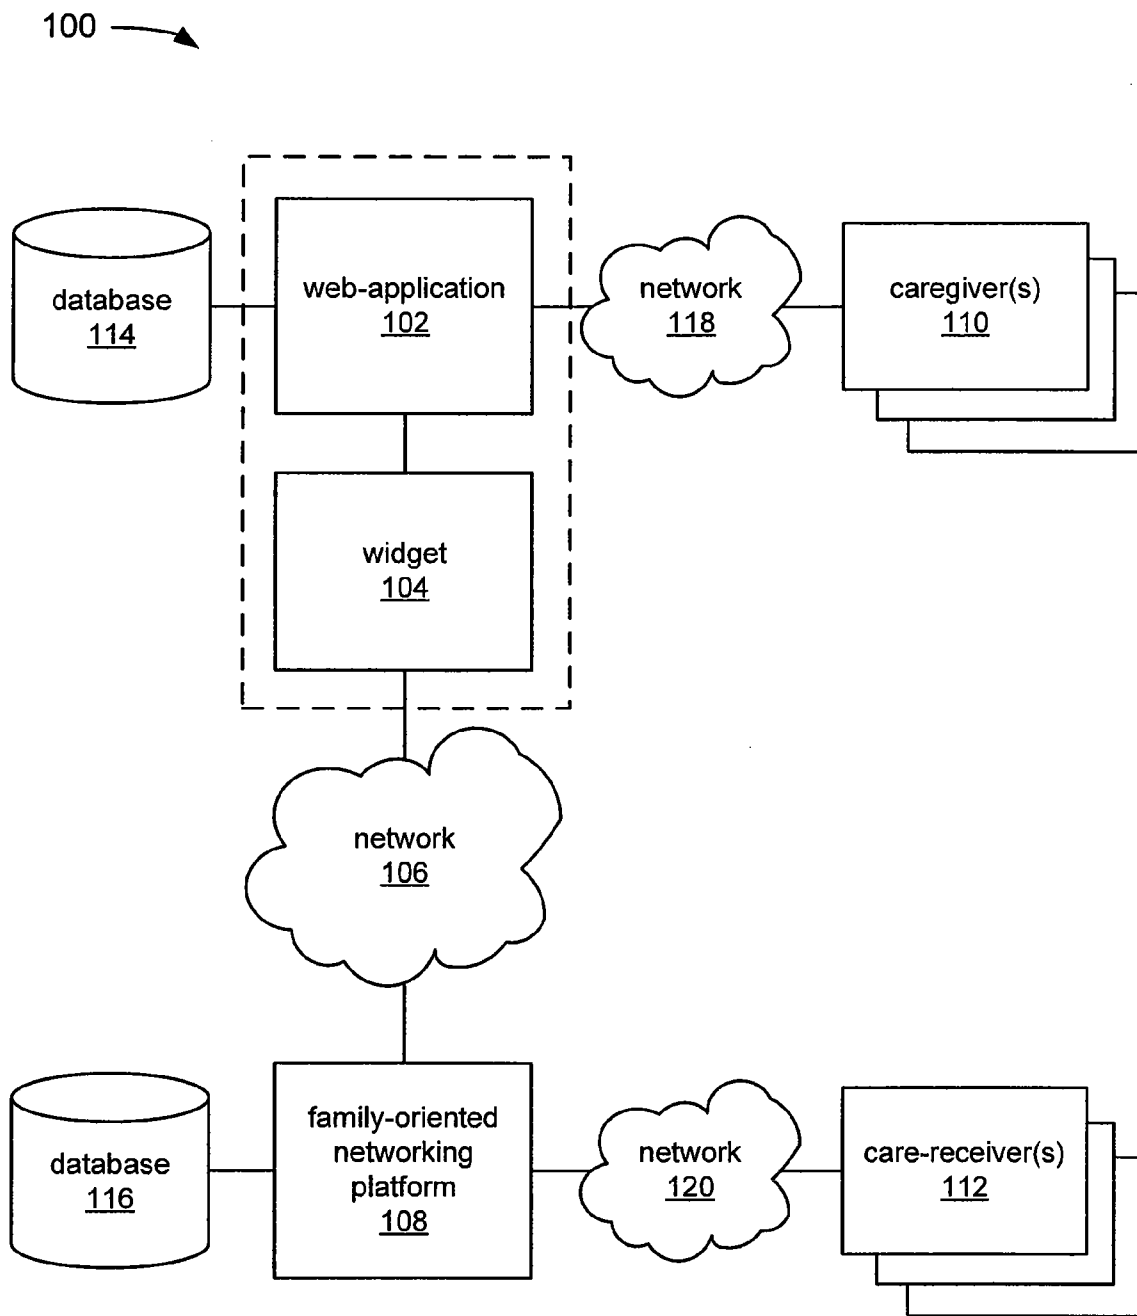 100
database
114
web-application
102
network
118
caregiver(s)
110
widget
104
network
106
database
116
family-oriented
networking
platform
108
network
120
care-receiver(s)
112